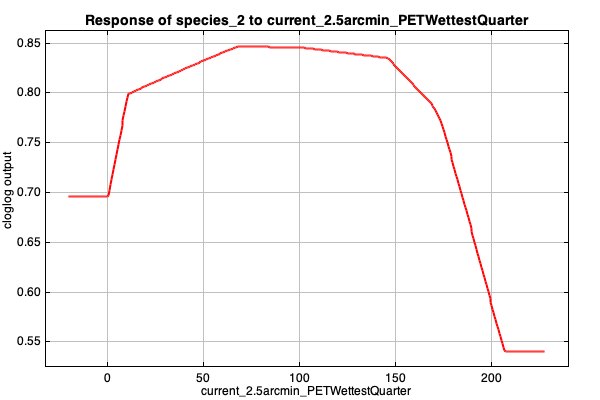 Response of species_2 to current_2.5arcmin_PETWettestQuarter
0.85
0.80
0.75
0.70
0.65
0.60
0.55
cloglog output
0 50 100 150 200
current_2.5arcmin_PETWettestQuarter